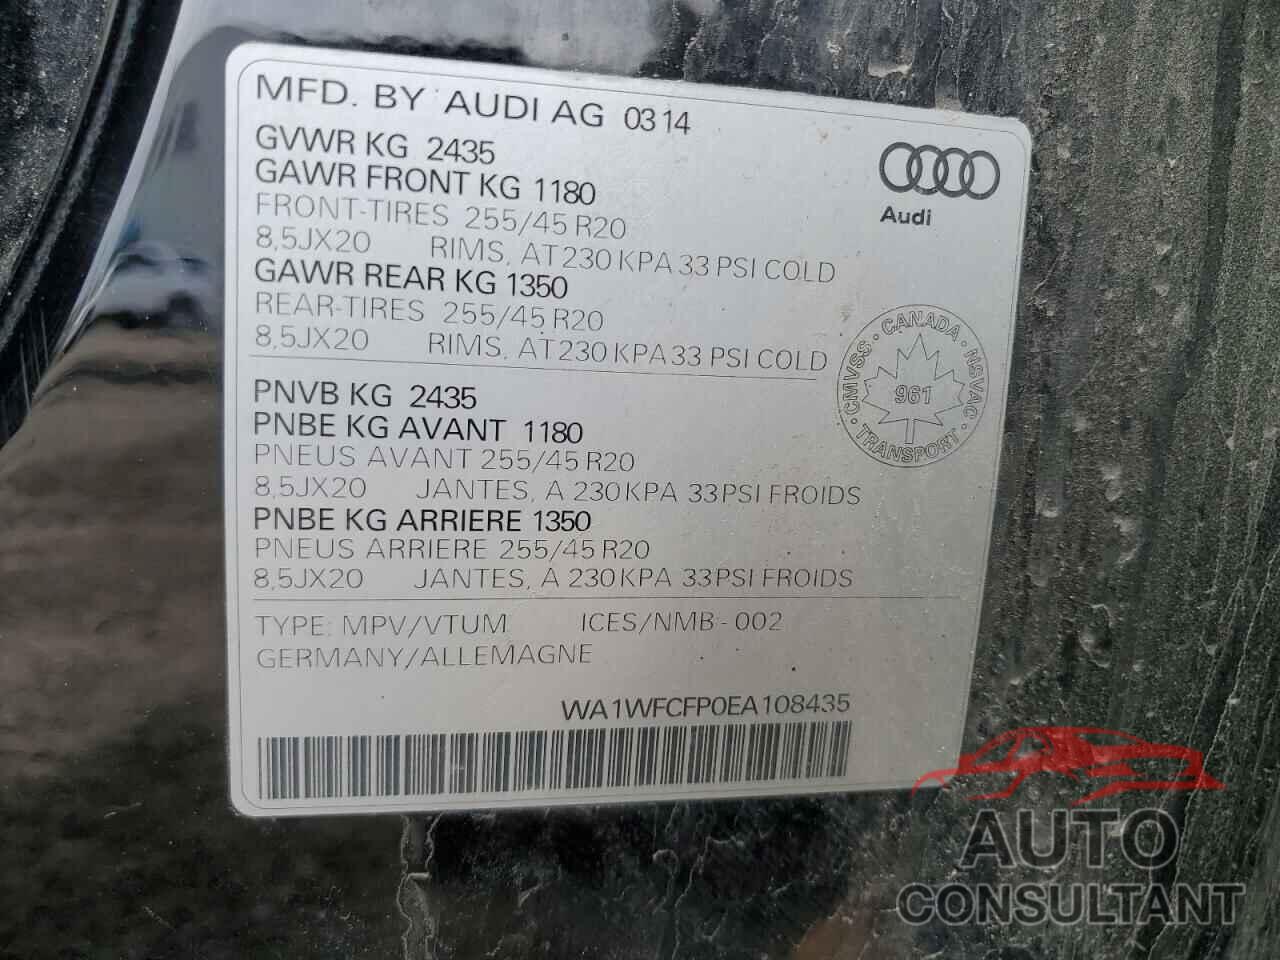 MFD. BY AUDI AG 0314
GVWR KG 2435
GAWR FRONT KG 1180
FRONT-TIRES 255/45 R20
8,5JX20 RIMS, AT 230 KPA 33 PSI COLD
GAWR REAR KG 1350
REAR-TIRES 255/45 R20
8,5JX20 RIMS, AT 230 KPA 33 PSI COLD
Audi
CMVSS · CANADA · NSVAC · TRANSPORT ·
961
PNVB KG 2435
PNBE KG AVANT 1180
PNEUS AVANT 255/45 R20
8,5JX20 JANTES, A 230 KPA 33 PSI FROIDS
PNBE KG ARRIERE 1350
PNEUS ARRIERE 255/45 R20
8,5JX20 JANTES, A 230 KPA 33 PSI FROIDS
TYPE: MPV/VTUM ICES/NMB - 002
GERMANY/ALLEMAGNE
WA1WFCFP0EA108435
AUTO
CONSULTANT